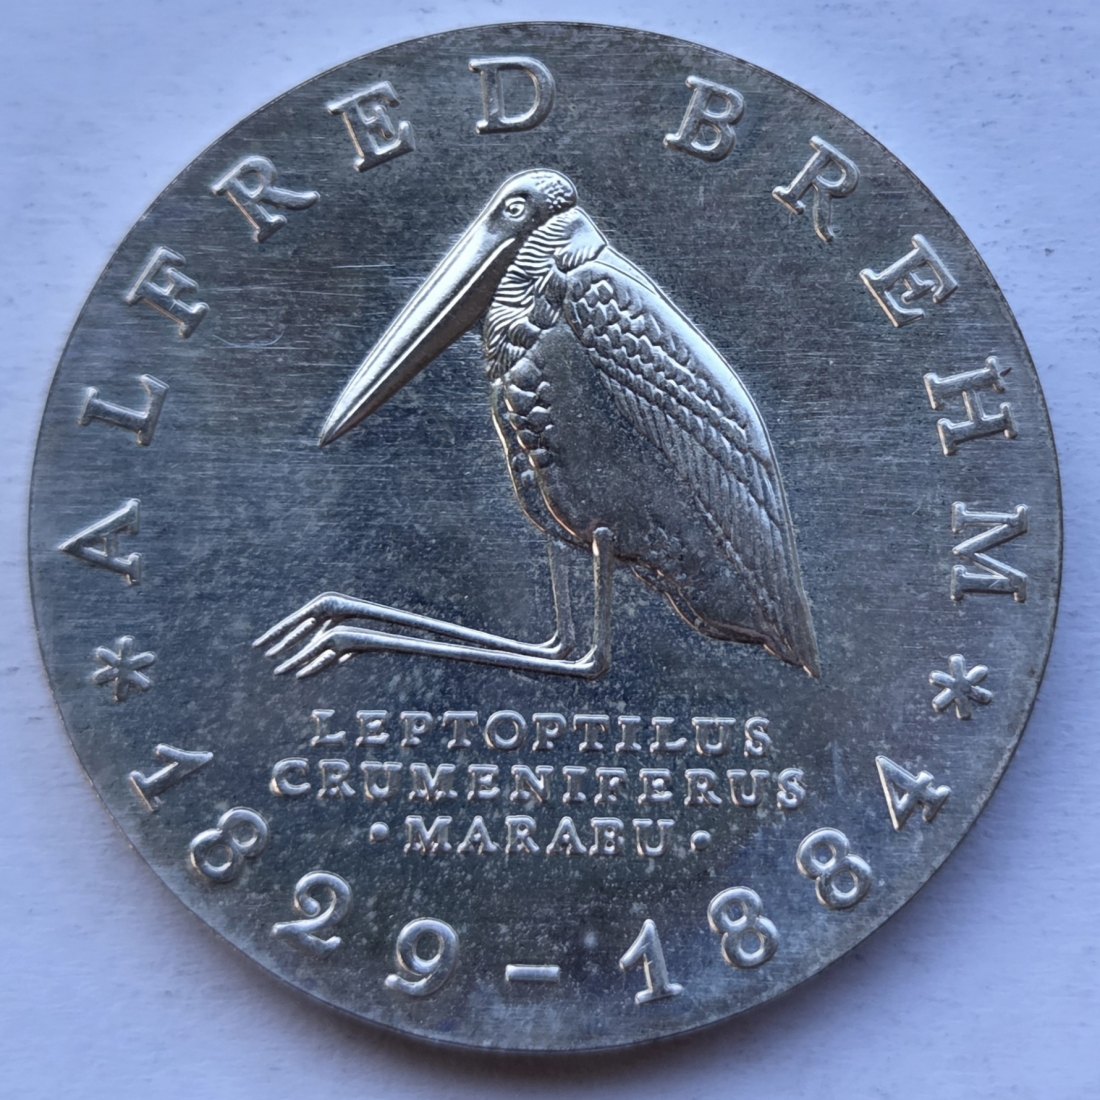 * ALFRED BREHM *
LEPTOPTILUS
CRUMENIFERUS
• MARABU •
1829-1884